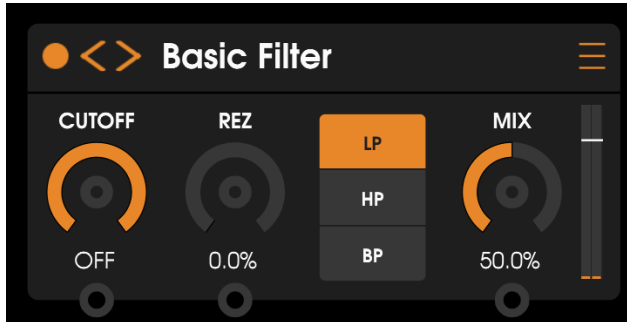 Basic Filter
CUTOFF
REZ
MIX
LP
HP
BP
OFF
0.0%
50.0%